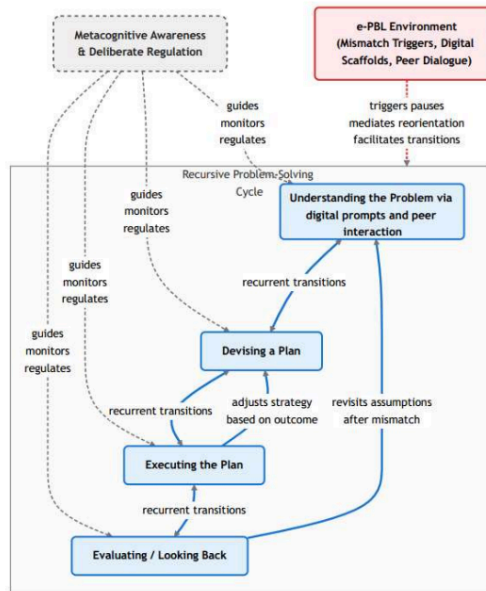 Metacognitive Awareness
& Deliberate Regulation
e-PBL Environment
(Mismatch Triggers, Digital
Scaffolds, Peer Dialogue)
guides
monitors
regulates
triggers pauses
mediates reorientation
facilitates transitions
Recursive Problem-Solving
Cycle
Understanding the Problem via
digital prompts and peer
interaction
guides
monitors
regulates
guides
monitors
regulates
recurrent transitions
guides
monitors
regulates
Devising a Plan
recurrent transitions
adjusts strategy
based on outcome
revisits assumptions
after mismatch
Executing the Plan
recurrent transitions
Evaluating / Looking Back